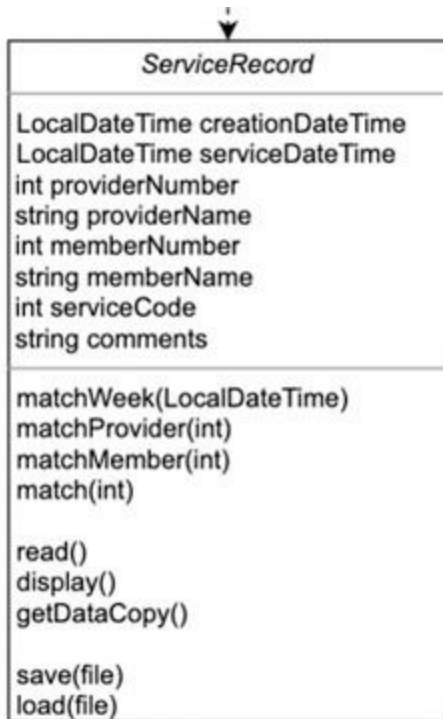 ServiceRecord
LocalDateTime creationDateTime
LocalDateTime serviceDateTime
int providerNumber
string providerName
int memberNumber
string memberName
int serviceCode
string comments
matchWeek(LocalDateTime)
matchProvider(int)
matchMember(int)
match(int)
read()
display()
getDataCopy()
save(file)
load(file)